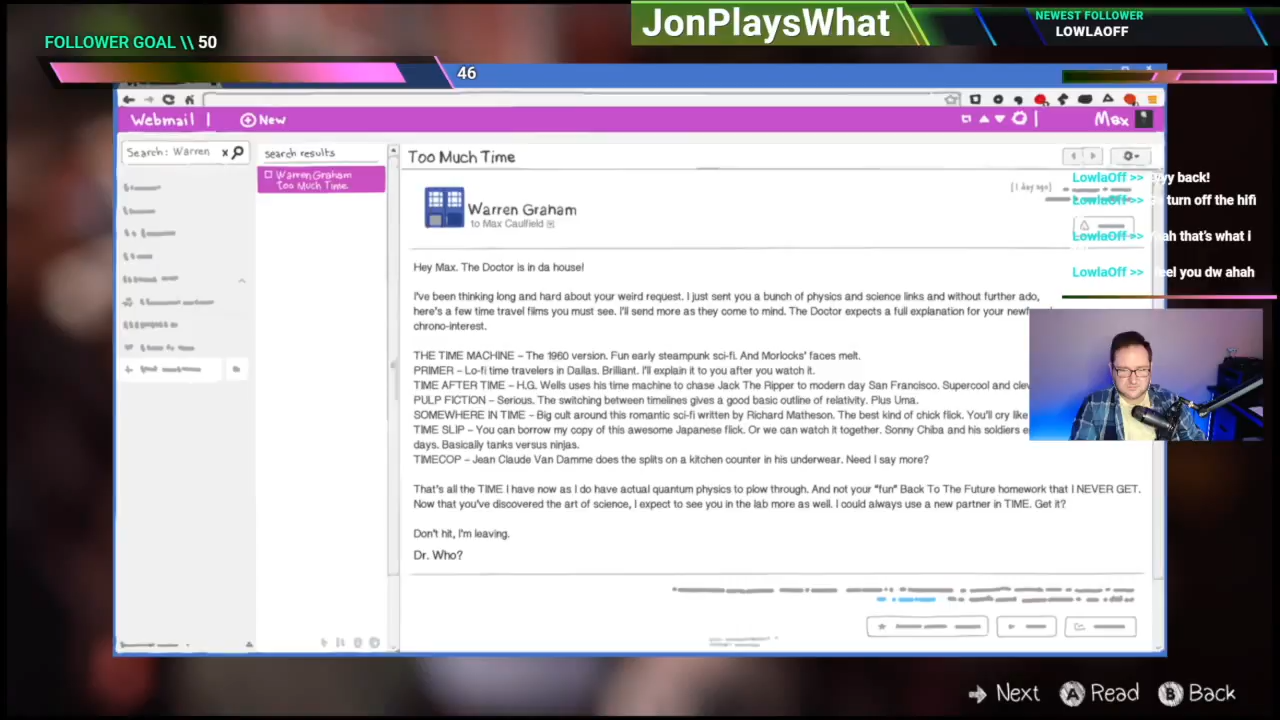 JonPlaysWhat
NEWEST FOLLOWER
LOWLAOFF
FOLLOWER GOAL \\ 50
46
Webmail |
New
Max
Search: Warren x
search results
Warren Graham
Too Much Time
Too Much Time
[1 day ago]
Warren Graham
to Max Caulfield
LowlaOff >> back!
LowlaOff >> turn off the hifi
LowlaOff >> that's what i
LowlaOff >> feel you dw ahah
Hey Max. The Doctor is in da house!
I've been thinking long and hard about your weird request. I just sent you a bunch of physics and science links and without further ado,
here's a few time travel films you must see. I'll send more as they come to mind. The Doctor expects a full explanation for your
chrono-interest.
THE TIME MACHINE – The 1960 version. Fun early steampunk sci-fi. And Morlocks' faces melt.
PRIMER – Lo-fi time travelers in Dallas. Brilliant. I'll explain it to you after you watch it.
TIME AFTER TIME – H.G. Wells uses his time machine to chase Jack The Ripper to modern day San Francisco. Supercool and
PULP FICTION – Serious. The switching between timelines gives a good basic outline of relativity. Plus Uma.
SOMEWHERE IN TIME – Big cult around this romantic sci-fi written by Richard Matheson. The best kind of chick flick. You'll cry like
TIME SLIP – You can borrow my copy of this awesome Japanese flick. Or we can watch it together. Sonny Chiba and his soldiers
days. Basically tanks versus ninjas.
TIMECOP – Jean Claude Van Damme does the splits on a kitchen counter in his underwear. Need I say more?
That's all the TIME I have now as I do have actual quantum physics to plow through. And not your "fun" Back To The Future homework that I NEVER GET.
Now that you've discovered the art of science, I expect to see you in the lab more as well. I could always use a new partner in TIME. Get it?
Don't hit, I'm leaving.
Dr. Who?
Next A Read B Back